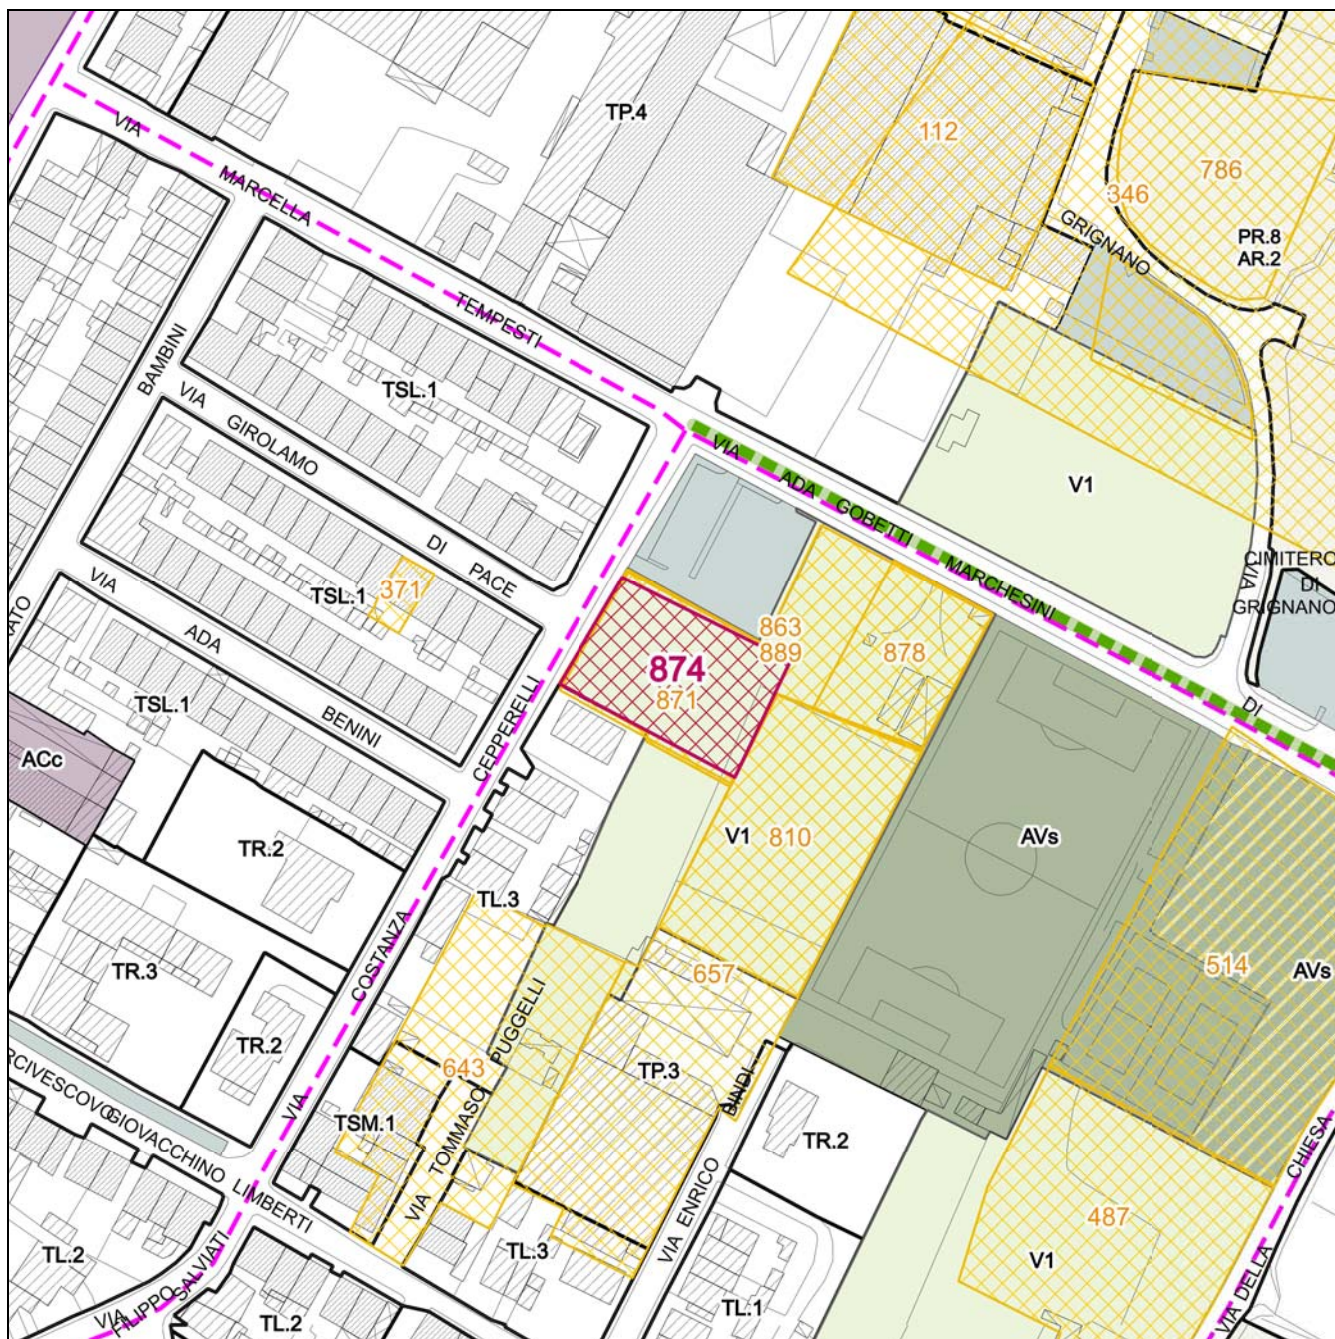 VIA
MARCELLA
TEMPESTI
TP.4
112
346
786
PR.8
AR.2
GRIGNANO
BAMBINI
TSL.1
VIA
GIROLAMO
DI
PACE
VIA
ADA
GOBETTI
MARCHESINI
DI
V1
VIA
CIMITERO
DI
GRIGNANO
TSL.1
371
VIA
ADA
BENINI
TSL.1
ACc
863
889
878
874
871
CEPPERELLI
COSTANZA
VIA
TR.2
V1
810
AVs
TL.3
TR.3
657
514
AVs
TR.2
PUGGELLI
TOMMASO
VIA
643
TP.3
BINDI
ENRICO
VIA
TSM.1
TR.2
RCIVESCOVO
GIOVACCHINO
LIMBERTI
487
V1
CHIESA
VIA DELLA
TL.2
TL.3
TL.1
VIA
FILIPPO
SALVIATI
TL.2